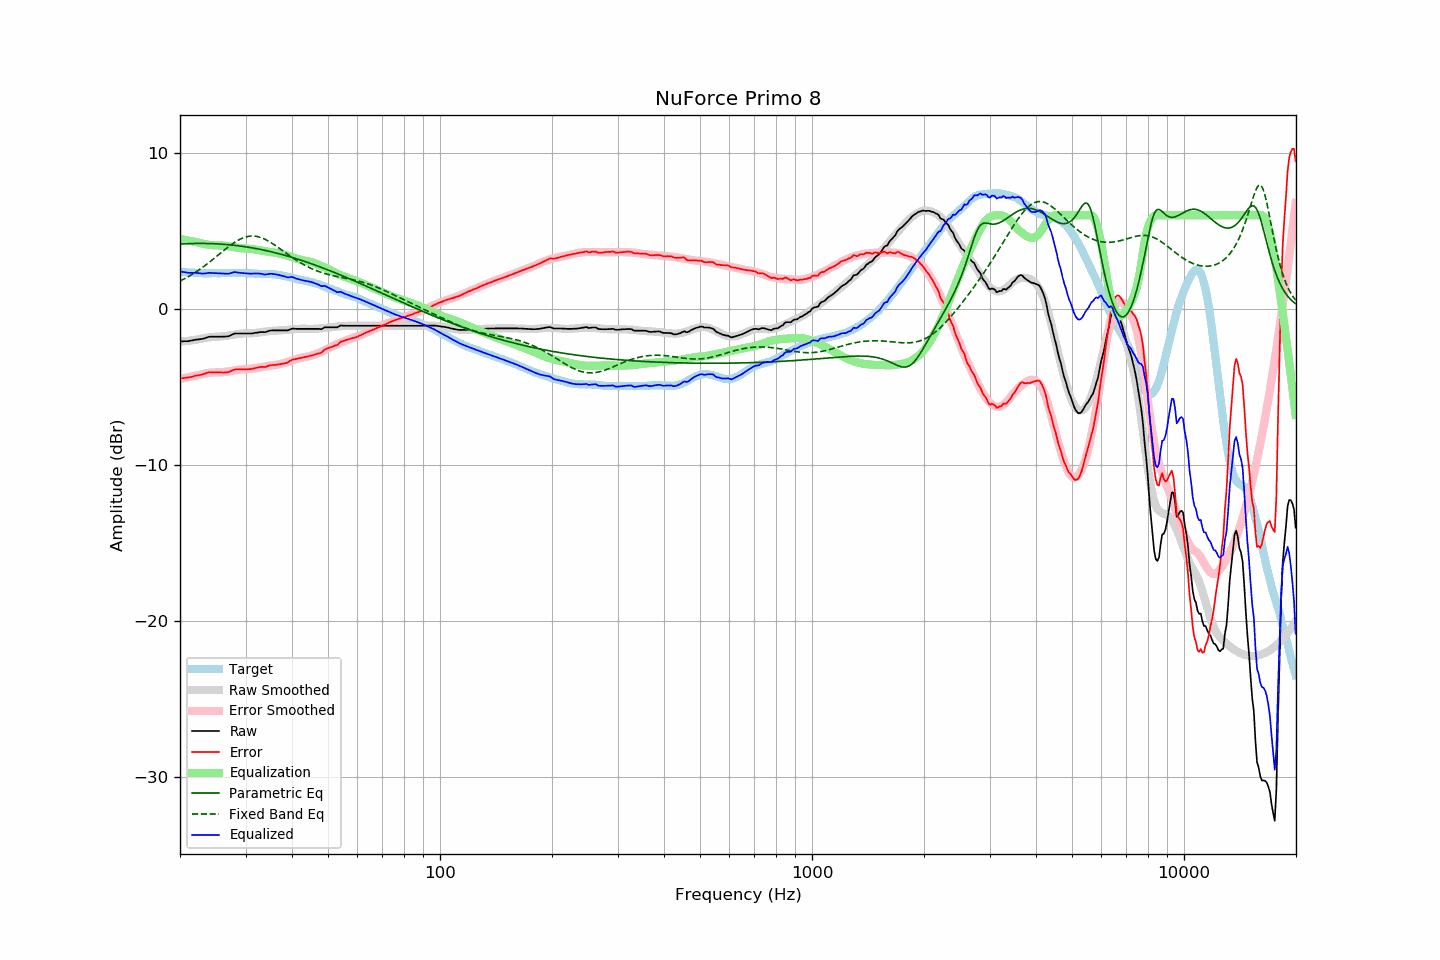 NuForce Primo 8
Amplitude (dBr)
10
0
−10
−20
−30
Target
Raw Smoothed
Error Smoothed
Raw
Error
Equalization
Parametric Eq
Fixed Band Eq
Equalized
100
1000
10000
Frequency (Hz)